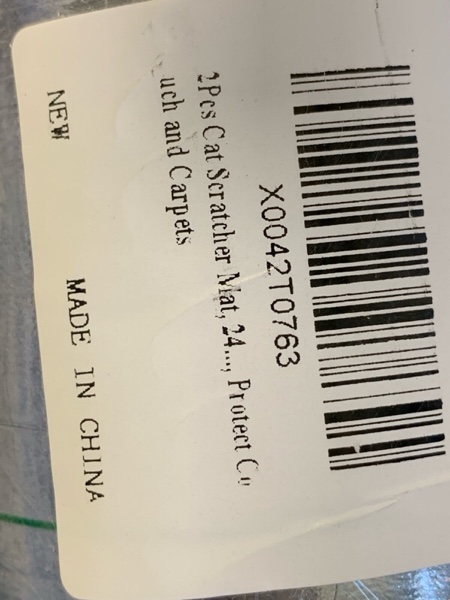 X0042T0763
2Pcs Cat Scratcher Mat, 24..., Protect Co
uch and Carpets
NEW
MADE IN CHINA